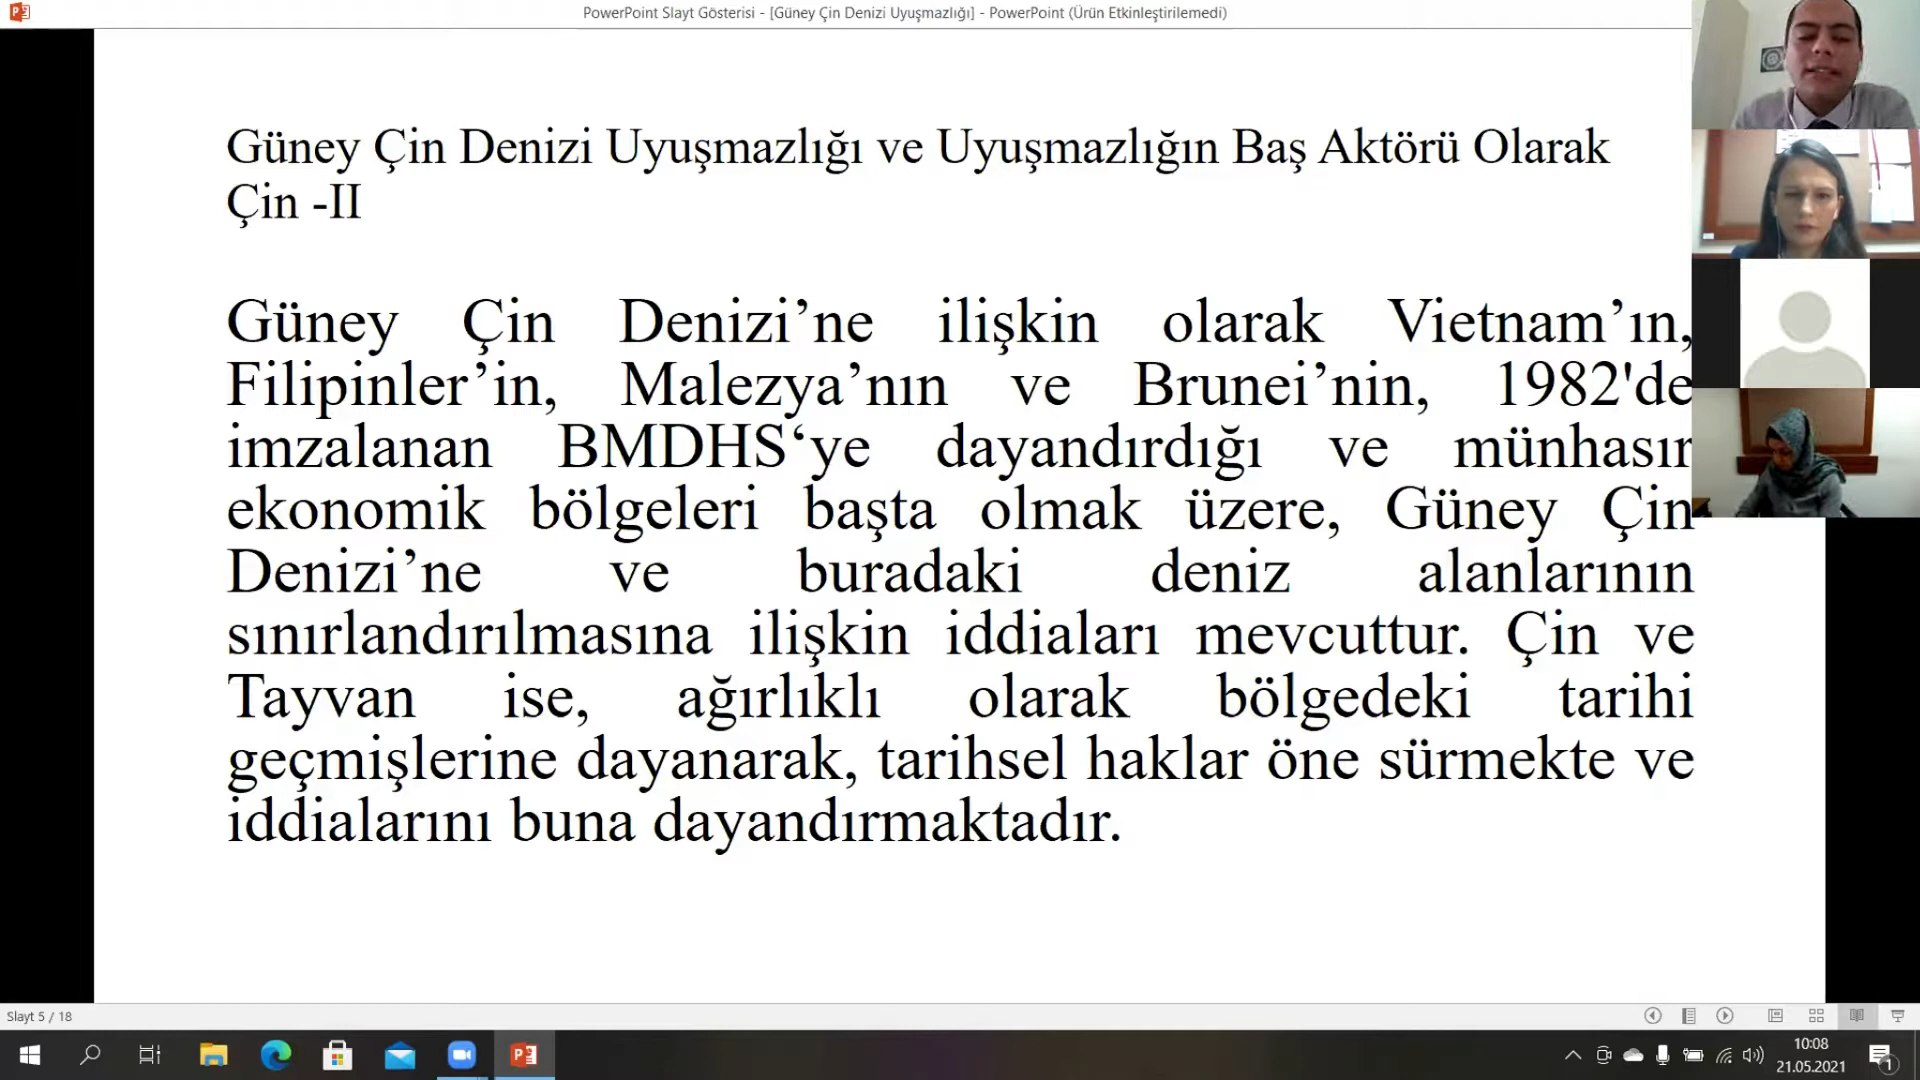 PowerPoint Slayt Gösterisi - [Güney Çin Denizi Uyuşmazlığı] - PowerPoint (Ürün Etkinleştirilemedi)
Güney Çin Denizi Uyuşmazlığı ve Uyuşmazlığın Baş Aktörü Olarak
Çin -II
Güney Çin Denizi’ne ilişkin olarak Vietnam’ın,
Filipinler’in, Malezya’nın ve Brunei’nin, 1982'de
imzalanan BMDHS‘ye dayandırdığı ve münhasır
ekonomik bölgeleri başta olmak üzere, Güney Çin
Denizi’ne ve buradaki deniz alanlarının
sınırlandırılmasına ilişkin iddiaları mevcuttur. Çin ve
Tayvan ise, ağırlıklı olarak bölgedeki tarihi
geçmişlerine dayanarak, tarihsel haklar öne sürmekte ve
iddialarını buna dayandırmaktadır.
Slayt 5 / 18
10:08
21.05.2021
1